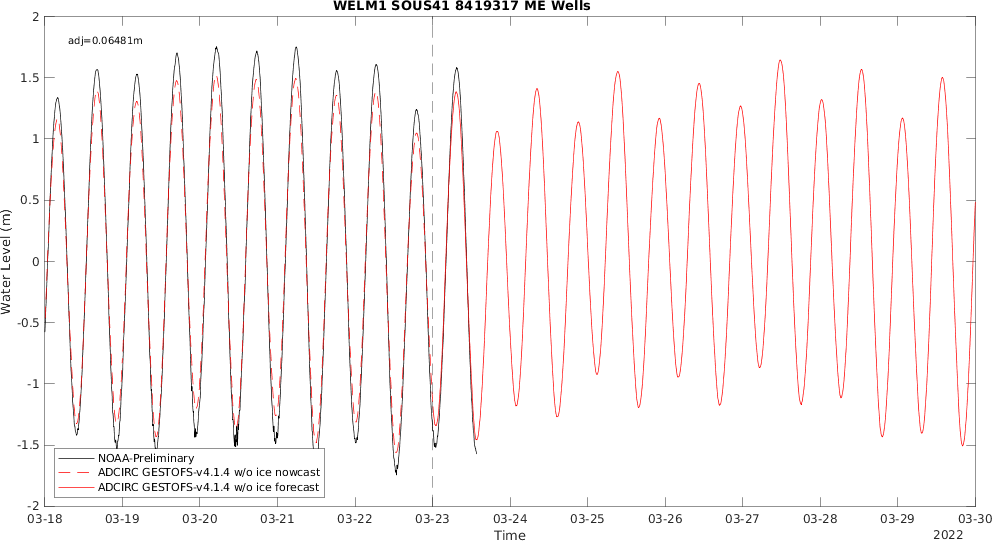 WELM1 SOUS41 8419317 ME Wells
adj=0.06481m
2
1.5
1
0.5
0
-0.5
-1
-1.5
-2
Water Level (m)
NOAA-Preliminary
ADCIRC GESTOFS-v4.1.4 w/o ice nowcast
ADCIRC GESTOFS-v4.1.4 w/o ice forecast
03-18 03-19 03-20 03-21 03-22 03-23 03-24 03-25 03-26 03-27 03-28 03-29 03-30
Time
2022